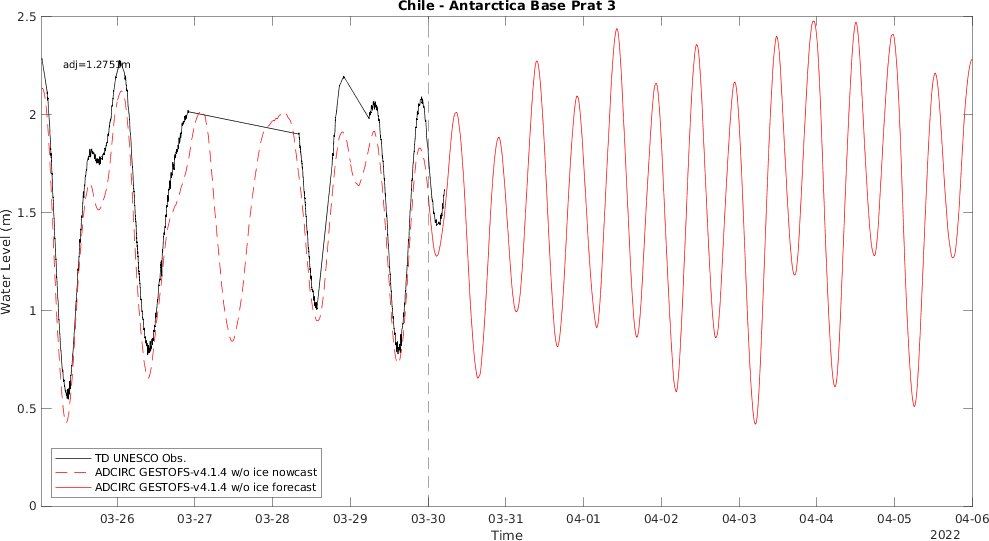 Chile - Antarctica Base Prat 3
adj=1.2751m
Water Level (m)
2.5
2
1.5
1
0.5
0
TD UNESCO Obs.
ADCIRC GESTOFS-v4.1.4 w/o ice nowcast
ADCIRC GESTOFS-v4.1.4 w/o ice forecast
03-26 03-27 03-28 03-29 03-30 03-31 04-01 04-02 04-03 04-04 04-05 04-06
Time
2022